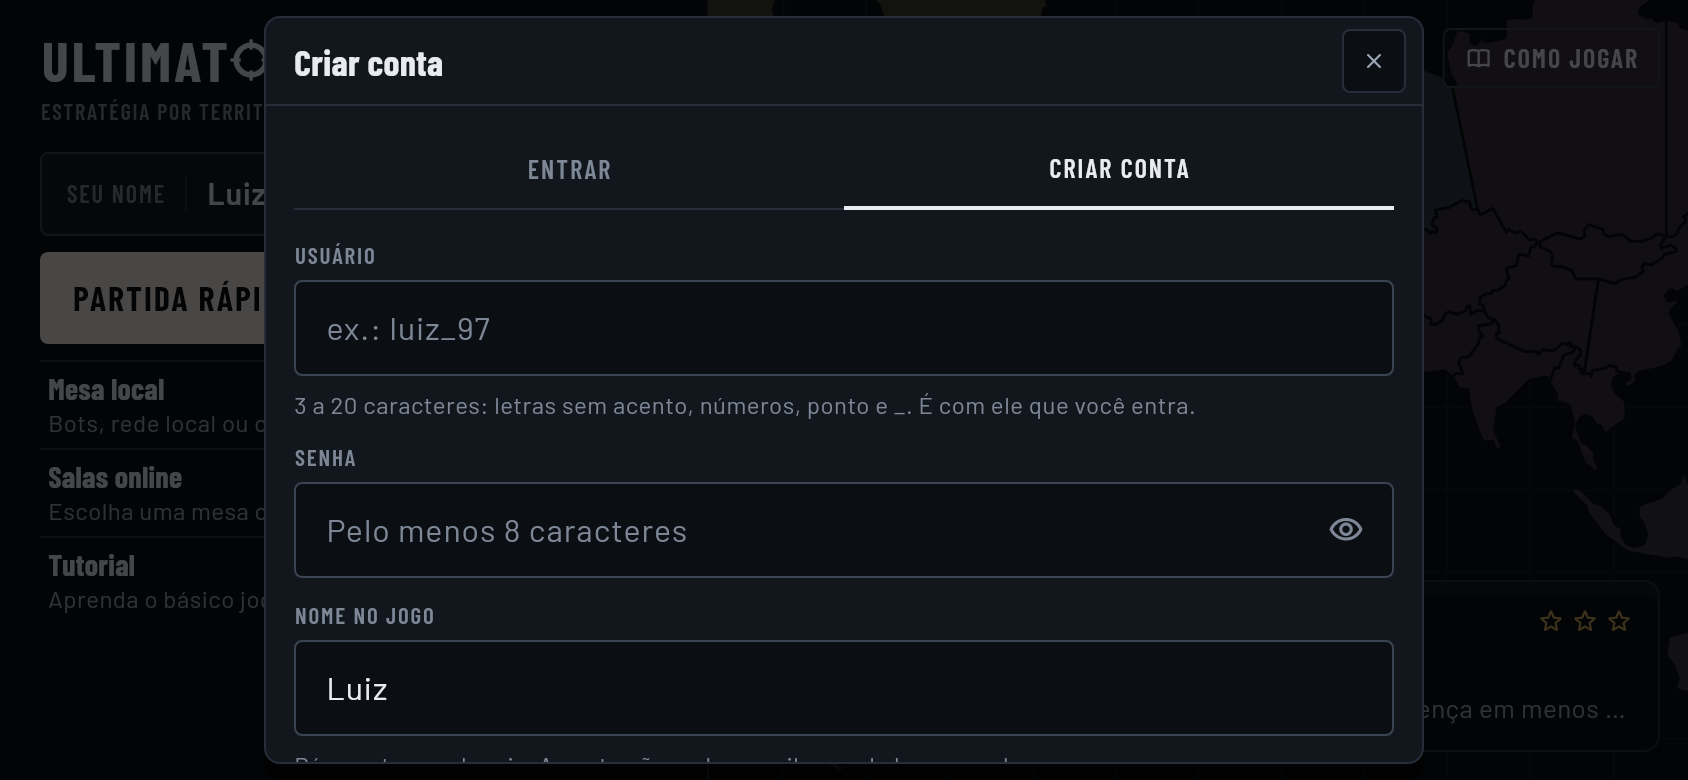 Criar conta
ENTRAR
CRIAR CONTA
USUÁRIO
ex.: luiz_97
3 a 20 caracteres: letras sem acento, números, ponto e _. É com ele que você entra.
SENHA
Pelo menos 8 caracteres
NOME NO JOGO
Luiz
ULTIMAT
ESTRATÉGIA POR TERRIT
SEU NOME
Luiz
PARTIDA RÁPI
Mesa local
Bots, rede local ou
Salas online
Escolha uma mesa
Tutorial
Aprenda o básico
COMO JOGAR
ença em menos ...